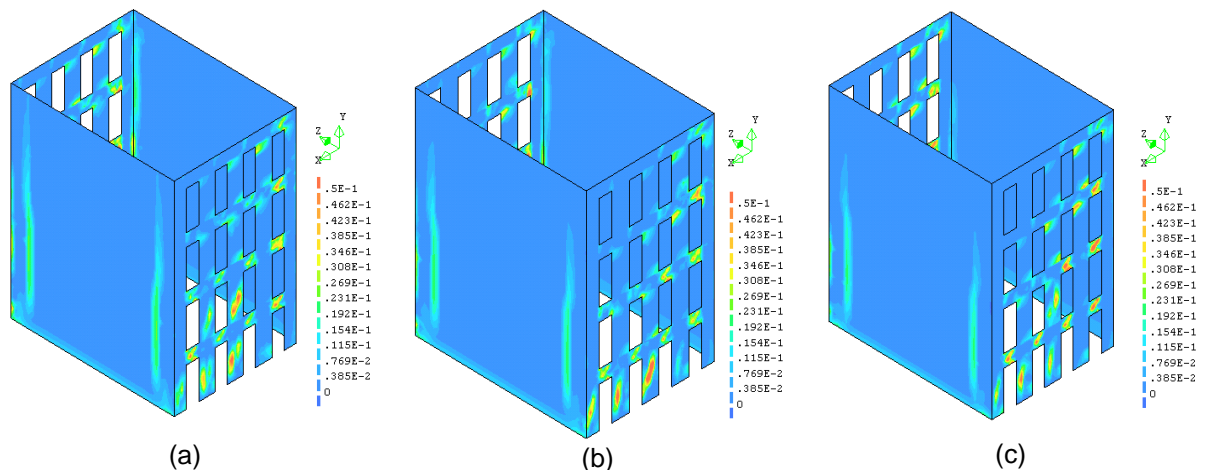 Y
Z
X
.5E-1
.462E-1
.423E-1
.385E-1
.346E-1
.308E-1
.269E-1
.231E-1
.192E-1
.154E-1
.115E-1
.769E-2
.385E-2
0
(a)
Y
Z
X
.5E-1
.462E-1
.423E-1
.385E-1
.346E-1
.308E-1
.269E-1
.231E-1
.192E-1
.154E-1
.115E-1
.769E-2
.385E-2
0
(b)
Y
Z
X
.5E-1
.462E-1
.423E-1
.385E-1
.346E-1
.308E-1
.269E-1
.231E-1
.192E-1
.154E-1
.115E-1
.769E-2
.385E-2
0
(c)